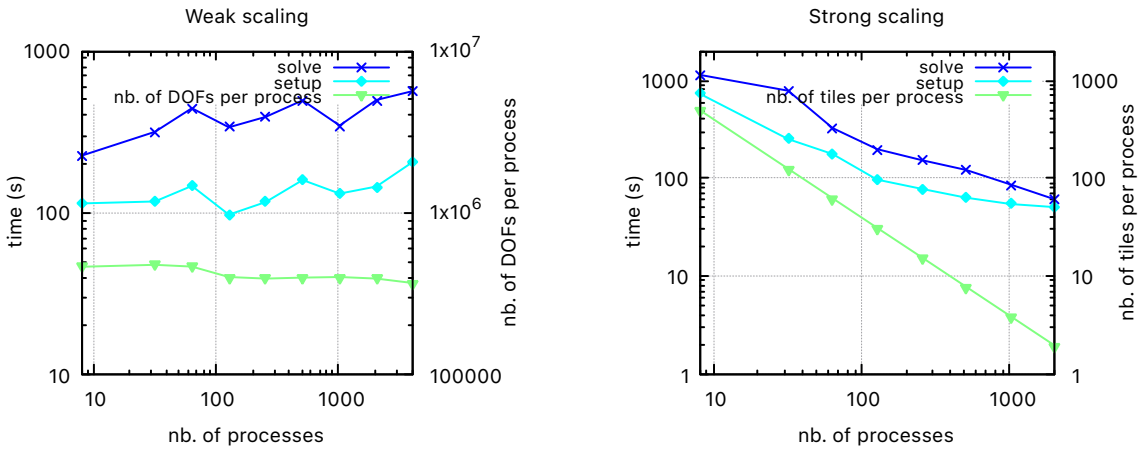 Weak scaling
1000
100
10
time (s)
solve
setup
nb. of DOFs per process
1x10^7
1x10^6
100000
nb. of DOFs per process
10 100 1000
nb. of processes
Strong scaling
1000
100
10
1
time (s)
solve
setup
nb. of tiles per process
1000
100
10
1
nb. of tiles per process
10 100 1000
nb. of processes